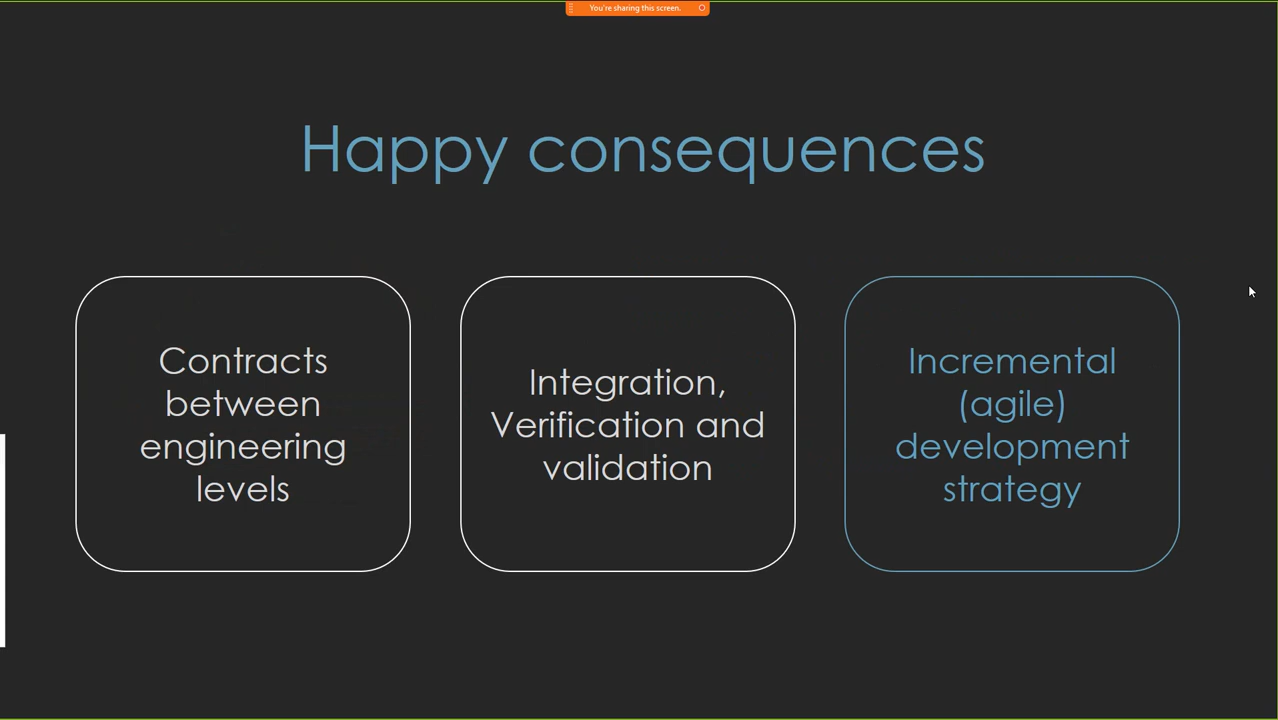 You're sharing this screen.
Happy consequences
Contracts
between
engineering
levels
Integration,
Verification and
validation
Incremental
(agile)
development
strategy